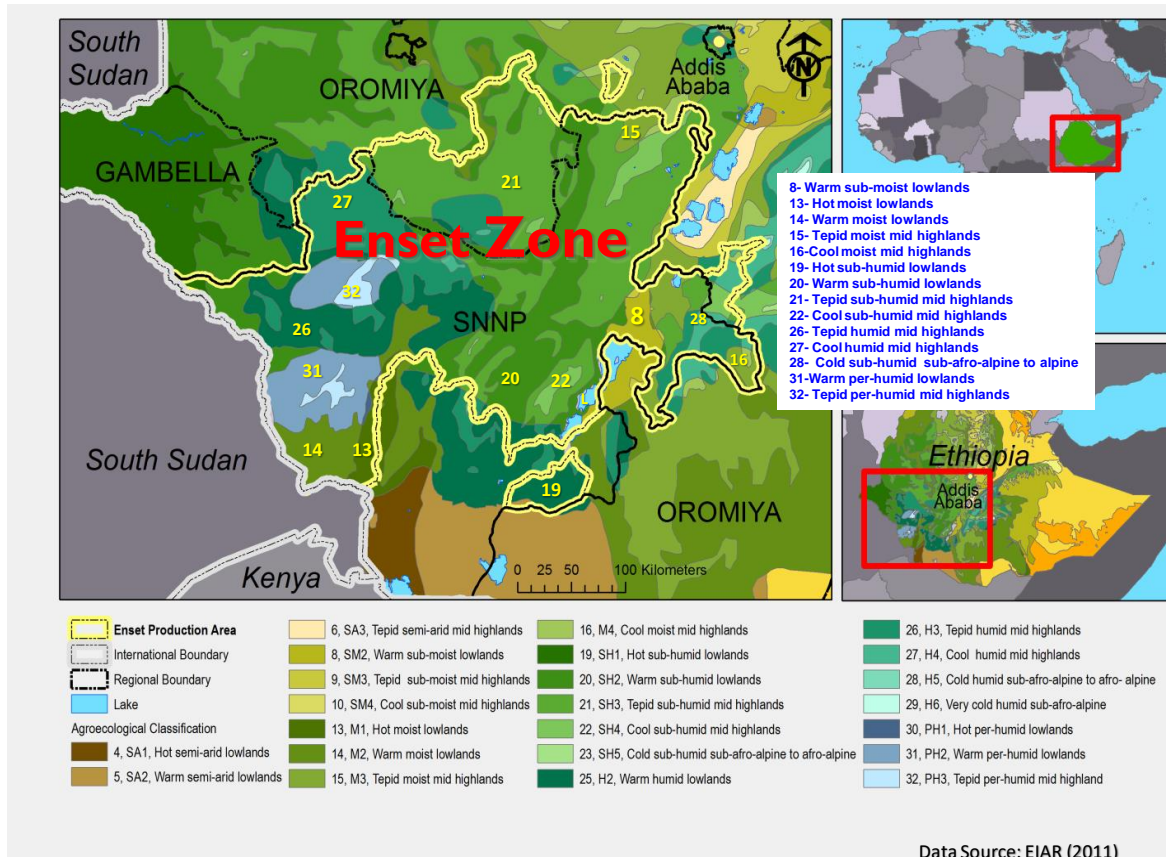 South
Sudan
OROMIYA
Addis
Ababa
N
GAMBELLA
15
21
27
Enset Zone
32
SNNP
8
28
26
16
31
20
22
L
14
13
South Sudan
19
OROMIYA
Kenya
0 25 50 100 Kilometers
8- Warm sub-moist lowlands
13- Hot moist lowlands
14- Warm moist lowlands
15- Tepid moist mid highlands
16-Cool moist mid highlands
19- Hot sub-humid lowlands
20- Warm sub-humid lowlands
21- Tepid sub-humid mid highlands
22- Cool sub-humid mid highlands
26- Tepid humid mid highlands
27- Cool humid mid highlands
28- Cold sub-humid sub-afro-alpine to alpine
31-Warm per-humid lowlands
32- Tepid per-humid mid highlands
Ethiopia
Addis
Ababa
Enset Production Area
International Boundary
Regional Boundary
Lake
Agroecological Classification
4, SA1, Hot semi-arid lowlands
5, SA2, Warm semi-arid lowlands
6, SA3, Tepid semi-arid mid highlands
8, SM2, Warm sub-moist lowlands
9, SM3, Tepid sub-moist mid highlands
10, SM4, Cool sub-moist mid highlands
13, M1, Hot moist lowlands
14, M2, Warm moist lowlands
15, M3, Tepid moist mid highlands
16, M4, Cool moist mid highlands
19, SH1, Hot sub-humid lowlands
20, SH2, Warm sub-humid lowlands
21, SH3, Tepid sub-humid mid highlands
22, SH4, Cool sub-humid mid highlands
23, SH5, Cold sub-humid sub-afro-alpine to afro-alpine
25, H2, Warm humid lowlands
26, H3, Tepid humid mid highlands
27, H4, Cool humid mid highlands
28, H5, Cold humid sub-afro-alpine to afro- alpine
29, H6, Very cold humid sub-afro-alpine
30, PH1, Hot per-humid lowlands
31, PH2, Warm per-humid lowlands
32, PH3, Tepid per-humid mid highland
Data Source: EIAR (2011)